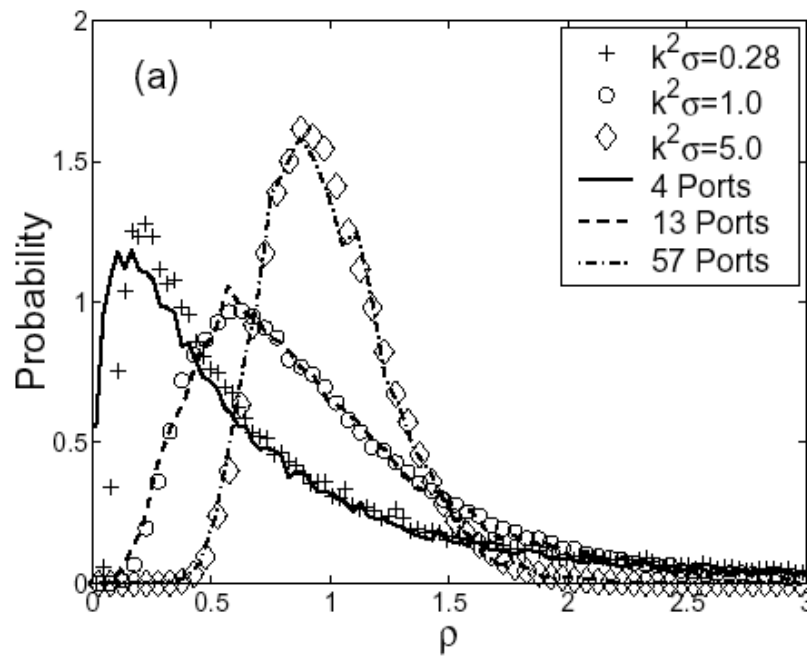 2
(a)
+ k²σ=0.28
○ k²σ=1.0
◇ k²σ=5.0
4 Ports
13 Ports
57 Ports
1.5
1
0.5
0
Probability
0 0.5 1 1.5 2 2.5 3
ρ